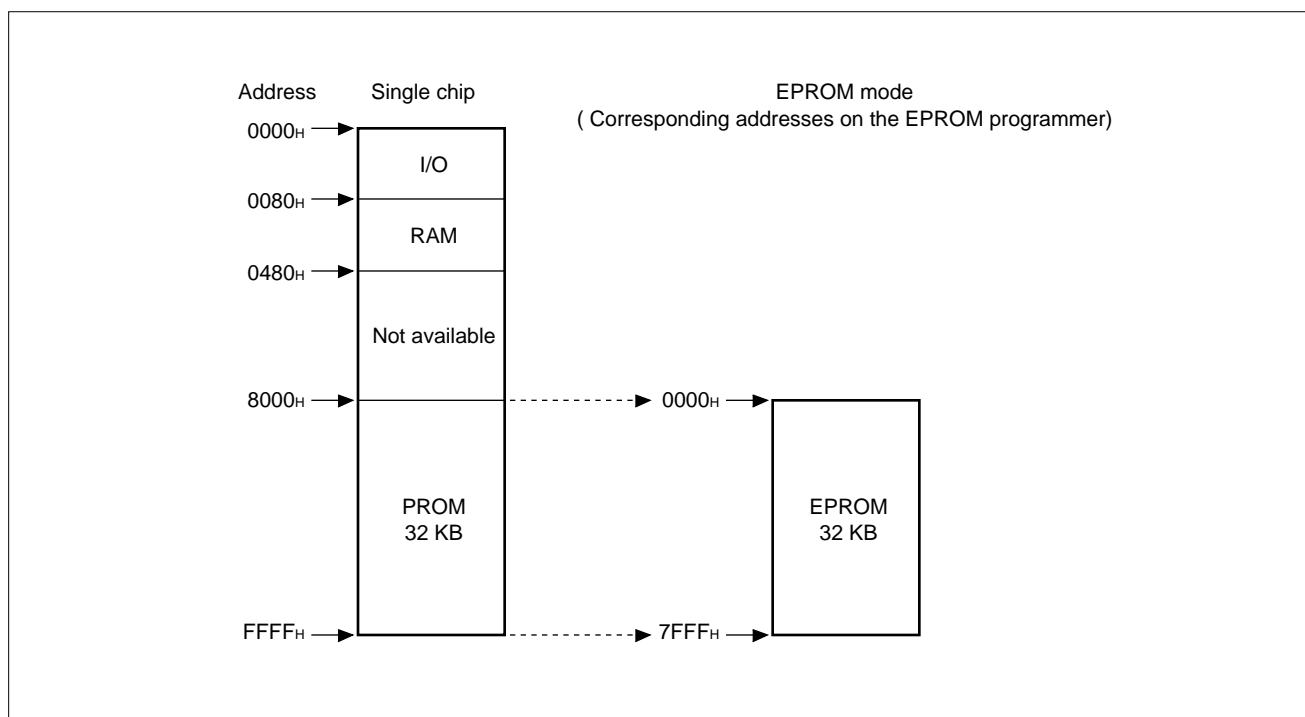 Address Single chip EPROM mode
( Corresponding addresses on the EPROM programmer)
0000H
I/O
0080H
RAM
0480H
Not available
8000H 0000H
PROM EPROM
32 KB 32 KB
FFFFH 7FFFH